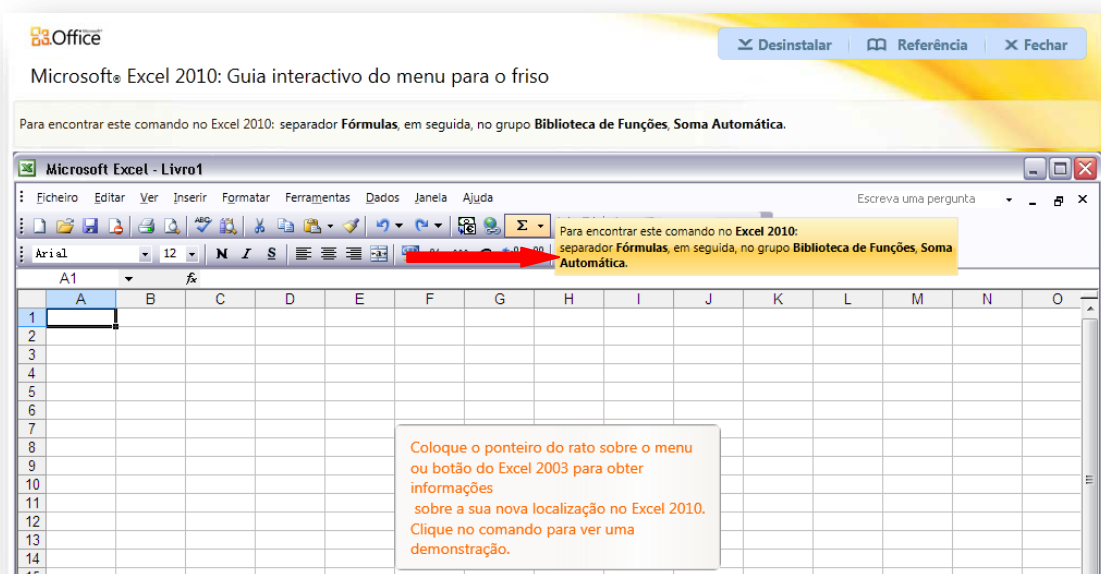 Microsoft
Office
Desinstalar Referência Fechar
Microsoft® Excel 2010: Guia interactivo do menu para o friso
Para encontrar este comando no Excel 2010: separador Fórmulas, em seguida, no grupo Biblioteca de Funções, Soma Automática.
Microsoft Excel - Livro1
Ficheiro Editar Ver Inserir Formatar Ferramentas Dados Janela Ajuda Escreva uma pergunta
ABC Σ
Para encontrar este comando no Excel 2010:
separador Fórmulas, em seguida, no grupo Biblioteca de Funções, Soma
Automática.
Arial 12 N I S
A1 fx
A B C D E F G H I J K L M N O
1
2
3
4
5
6
7
8
9
10
11
12
13
14
15
Coloque o ponteiro do rato sobre o menu
ou botão do Excel 2003 para obter
informações
sobre a sua nova localização no Excel 2010.
Clique no comando para ver uma
demonstração.